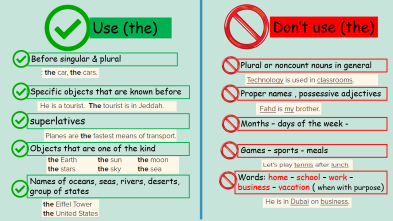 Use (the)
Before singular & plural
the car, the cars.
Specific objects that are known before
He is a tourist. The tourist is in Jeddah.
superlatives
Planes are the fastest means of transport.
Objects that are one of the kind
the Earth the sun the moon
the stars the sky the sea
Names of oceans, seas, rivers, deserts,
group of states
the Eiffel Tower
the United States
Don't use (the)
Plural or noncount nouns in general
Technology is used in classrooms.
Proper names , possessive adjectives
Fahd is my brother.
Months – days of the week -
Games – sports - meals
Let's play tennis after lunch.
Words: home – school – work –
business – vacation ( when with purpose)
He is in Dubai on business.